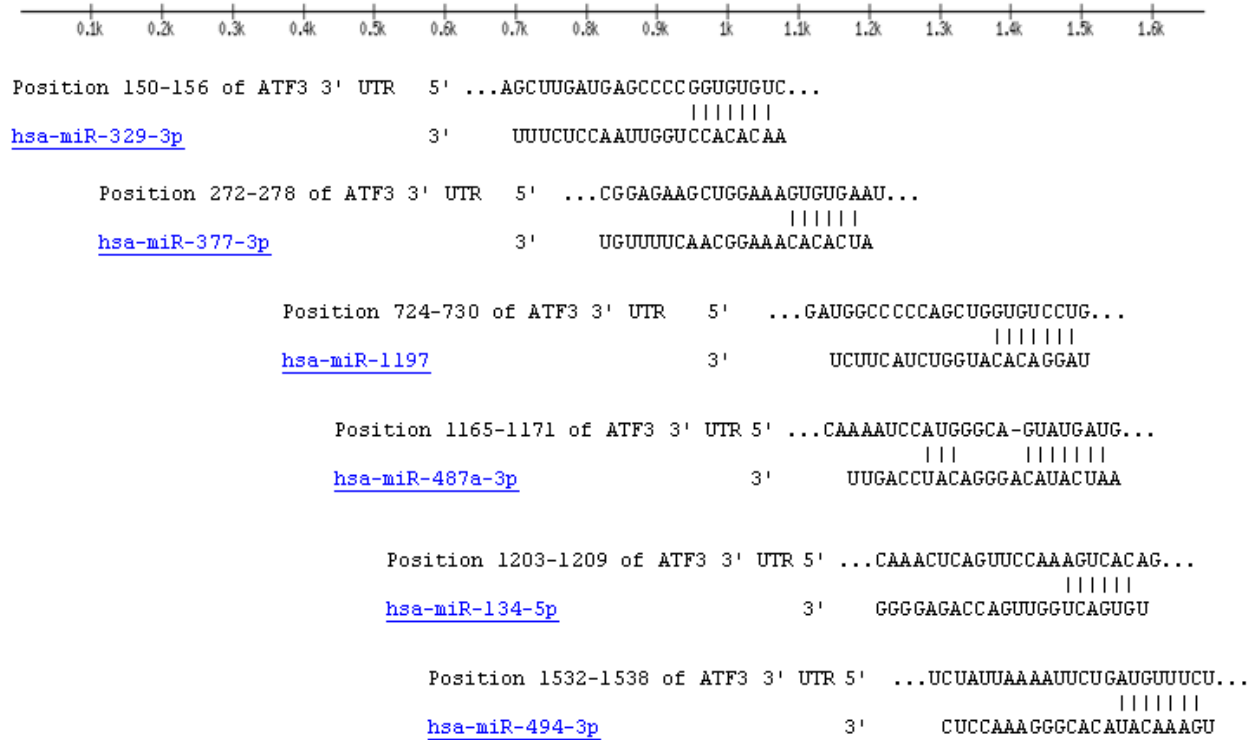 0.1k 0.2k 0.3k 0.4k 0.5k 0.6k 0.7k 0.8k 0.9k 1k 1.1k 1.2k 1.3k 1.4k 1.5k 1.6k
Position 150-156 of ATF3 3' UTR 5' ...AGCUUGAUGAGCCCCGGUGUGUC...
|||||||
hsa-miR-329-3p 3' UUUCUCCAAUUGGUCCACACAA
Position 272-278 of ATF3 3' UTR 5' ...CGGAGAAGCUGGAAAGUGUGAAU...
||||||
hsa-miR-377-3p 3' UGUUUUCAACGGAAACACACUA
Position 724-730 of ATF3 3' UTR 5' ...GAUGGCCCCCAGCUGGUGUCCUG...
|||||||
hsa-miR-1197 3' UCUUCAUCUGGUACACAGGAU
Position 1165-1171 of ATF3 3' UTR 5' ...CAAAAUCCAUGGGCA-GUAUGAUG...
||| |||||||
hsa-miR-487a-3p 3' UUGACCUACAGGGACAUACUAA
Position 1203-1209 of ATF3 3' UTR 5' ...CAAACUCAGUUCCAAAGUCACAG...
||||||
hsa-miR-134-5p 3' GGGGAGACCAGUUGGUCAGUGU
Position 1532-1538 of ATF3 3' UTR 5' ...UCUAUUAAAAUUCUGAUGUUUCU...
|||||||
hsa-miR-494-3p 3' CUCCAAAGGGCACAUACAAAGU